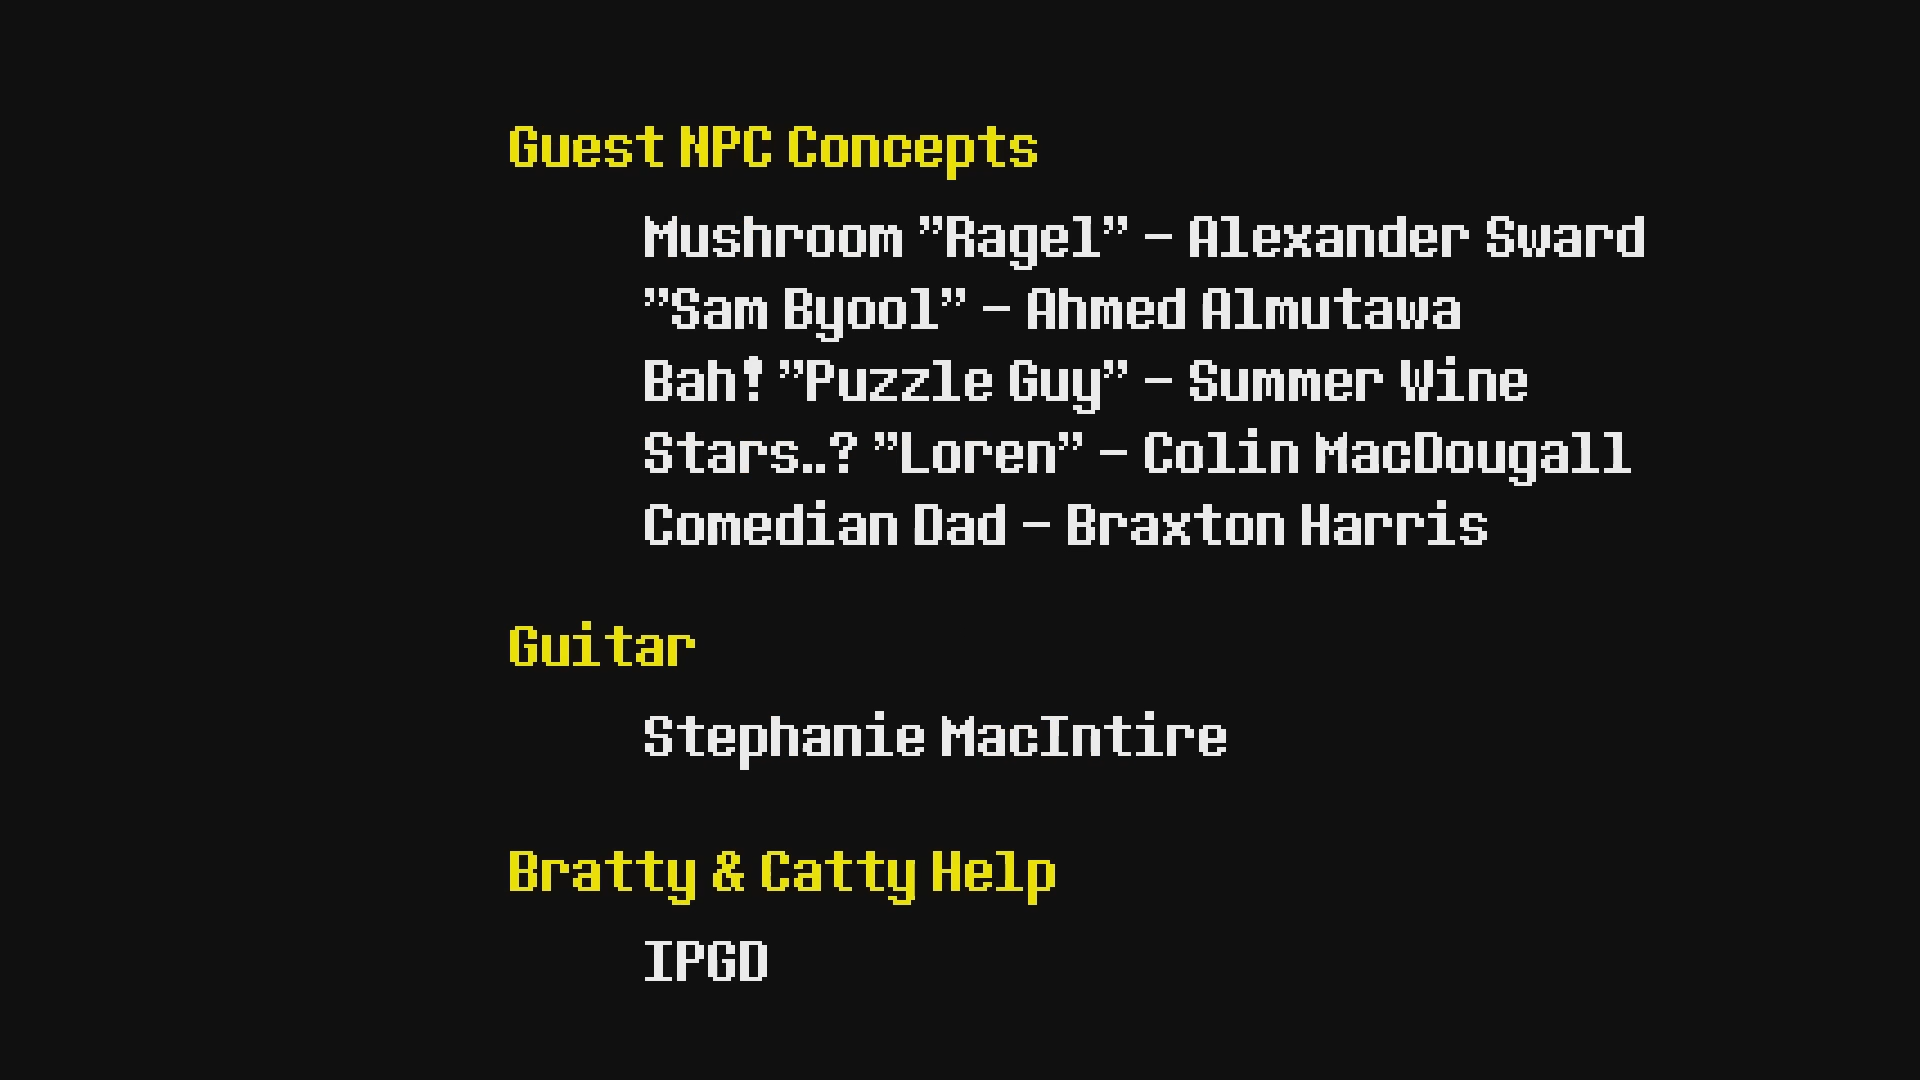 Guest NPC Concepts
Mushroom "Ragel" - Alexander Sward
"Sam Byool" - Ahmed Almutawa
Bah! "Puzzle Guy" - Summer Wine
Stars..? "Loren" - Colin MacDougall
Comedian Dad - Braxton Harris
Guitar
Stephanie MacIntire
Bratty & Catty Help
IPGD